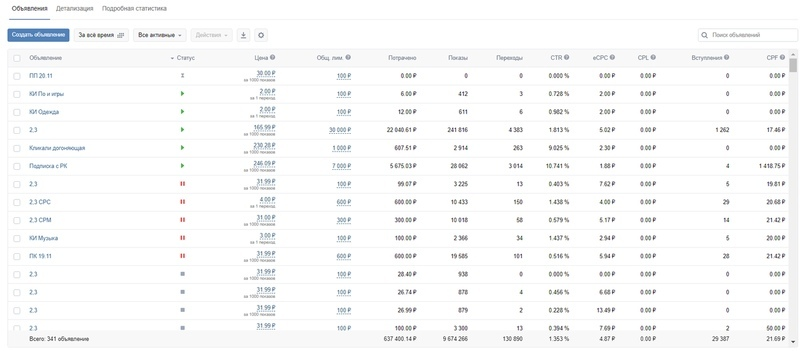 Объявления Детализация Подробная статистика
Создать объявление За всё время Все активные Действия Поиск объявлений
Объявление Статус Цена Общ. лим. Потрачено Показы Переходы CTR eCPC CPL Вступления CPF
ПП 20.11 30.00 ₽ за 1000 показов 100 ₽ 0.00 ₽ 0 0 0.000 % 0.00 ₽ 0.00 ₽ 0 0.00 ₽
КИ По и игры 2.00 ₽ за 1 переход 100 ₽ 6.00 ₽ 412 3 0.728 % 2.00 ₽ 0.00 ₽ 0 0.00 ₽
КИ Одежда 2.00 ₽ за 1 переход 100 ₽ 12.00 ₽ 611 6 0.982 % 2.00 ₽ 0.00 ₽ 0 0.00 ₽
2,3 165.99 ₽ за 1000 показов 30 000 ₽ 22 040.61 ₽ 241 816 4 383 1.813 % 5.02 ₽ 0.00 ₽ 1 262 17.46 ₽
Кликали догоняющая 230.28 ₽ за 1000 показов 1 000 ₽ 607.51 ₽ 2 914 263 9.025 % 2.30 ₽ 0.00 ₽ 0 0.00 ₽
Подписка с РК 246.09 ₽ за 1000 показов 7 000 ₽ 5 675.03 ₽ 28 062 3 014 10.741 % 1.88 ₽ 0.00 ₽ 4 1 418.75 ₽
2,3 31.99 ₽ за 1000 показов 100 ₽ 99.07 ₽ 3 225 13 0.403 % 7.62 ₽ 0.00 ₽ 5 19.81 ₽
2.3 CPC 4.00 ₽ за 1 переход 600 ₽ 600.00 ₽ 10 433 150 1.438 % 4.00 ₽ 0.00 ₽ 29 20.68 ₽
2.3 CPM 31.00 ₽ за 1000 показов 300 ₽ 300.00 ₽ 10 018 58 0.579 % 5.17 ₽ 0.00 ₽ 14 21.42 ₽
КИ Музыка 3.00 ₽ за 1 переход 100 ₽ 100.00 ₽ 2 366 34 1.437 % 2.94 ₽ 0.00 ₽ 5 20.00 ₽
ПК 19.11 31.99 ₽ за 1000 показов 600 ₽ 600.00 ₽ 19 585 101 0.516 % 5.94 ₽ 0.00 ₽ 28 21.42 ₽
2,3 31.99 ₽ за 1000 показов 100 ₽ 28.40 ₽ 938 0 0.000 % 0.00 ₽ 0.00 ₽ 0 0.00 ₽
2,3 31.99 ₽ за 1000 показов 100 ₽ 26.74 ₽ 878 4 0.456 % 6.68 ₽ 0.00 ₽ 0 0.00 ₽
2,3 31.99 ₽ за 1000 показов 100 ₽ 26.99 ₽ 879 2 0.228 % 13.49 ₽ 0.00 ₽ 0 0.00 ₽
2,3 31.99 ₽ 100 ₽ 100.00 ₽ 3 300 13 0.394 % 7.69 ₽ 0.00 ₽ 2 50.00 ₽
Всего: 341 объявление 637 400.14 ₽ 9 674 266 130 890 1.353 % 4.87 ₽ 0.00 ₽ 29 387 21.69 ₽